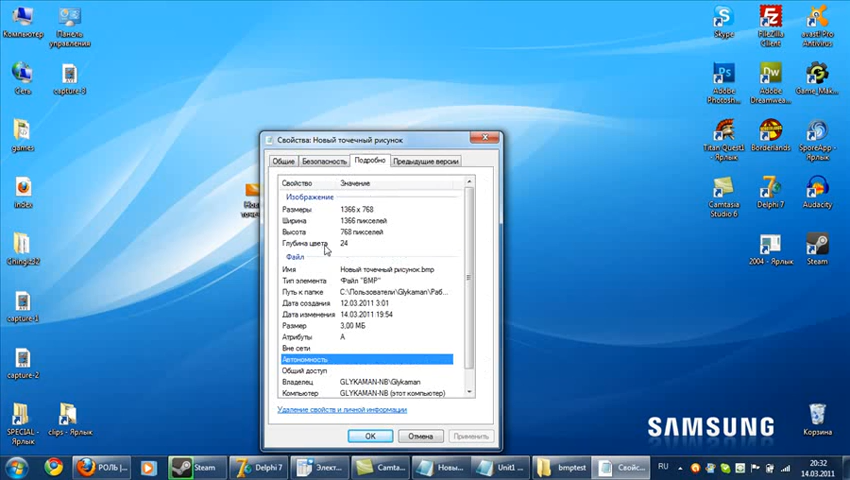 Компьютер
Панель управления
Skype
FileZilla Client
avast! Pro Antivirus
Сеть
capture-3
Adobe Photosh...
Adobe Dreamweav...
Game_Mak...
games
Titan Quest1 - Ярлык
Borderlands
SporeApp - Ярлык
Index
Camtasia Studio 6
Delphi 7
Audacity
2004 - Ярлык
Steam
capture-1
capture-2
SPECIAL - Ярлык
clips - Ярлык
SAMSUNG
Корзина
Свойства: Новый точечный рисунок
Общие Безопасность Подробно Предыдущие версии
Свойство Значение
Изображение
Размеры 1366 x 768
Ширина 1366 пикселей
Высота 768 пикселей
Глубина цвета 24
Файл
Имя Новый точечный рисунок.bmp
Тип элемента Файл "BMP"
Путь к папке C:\Пользователи\Glykaman\Раб...
Дата создания 12.03.2011 3:01
Дата изменения 14.03.2011 19:54
Размер 3,00 МБ
Атрибуты A
Вне сети
Автономность
Общий доступ
Владелец GLYKAMAN-NB\Glykaman
Компьютер GLYKAMAN-NB (этот компьютер)
Удаление свойств и личной информации
OK Отмена Применить
РОЛЬ |... Steam Delphi 7 Элект... Camta... Новы... Unit1 ... bmptest Свойс... RU 20:32
14.03.2011